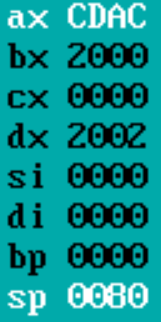 ax CDAC
bx 2000
cx 0000
dx 2002
si 0000
di 0000
bp 0000
sp 0080